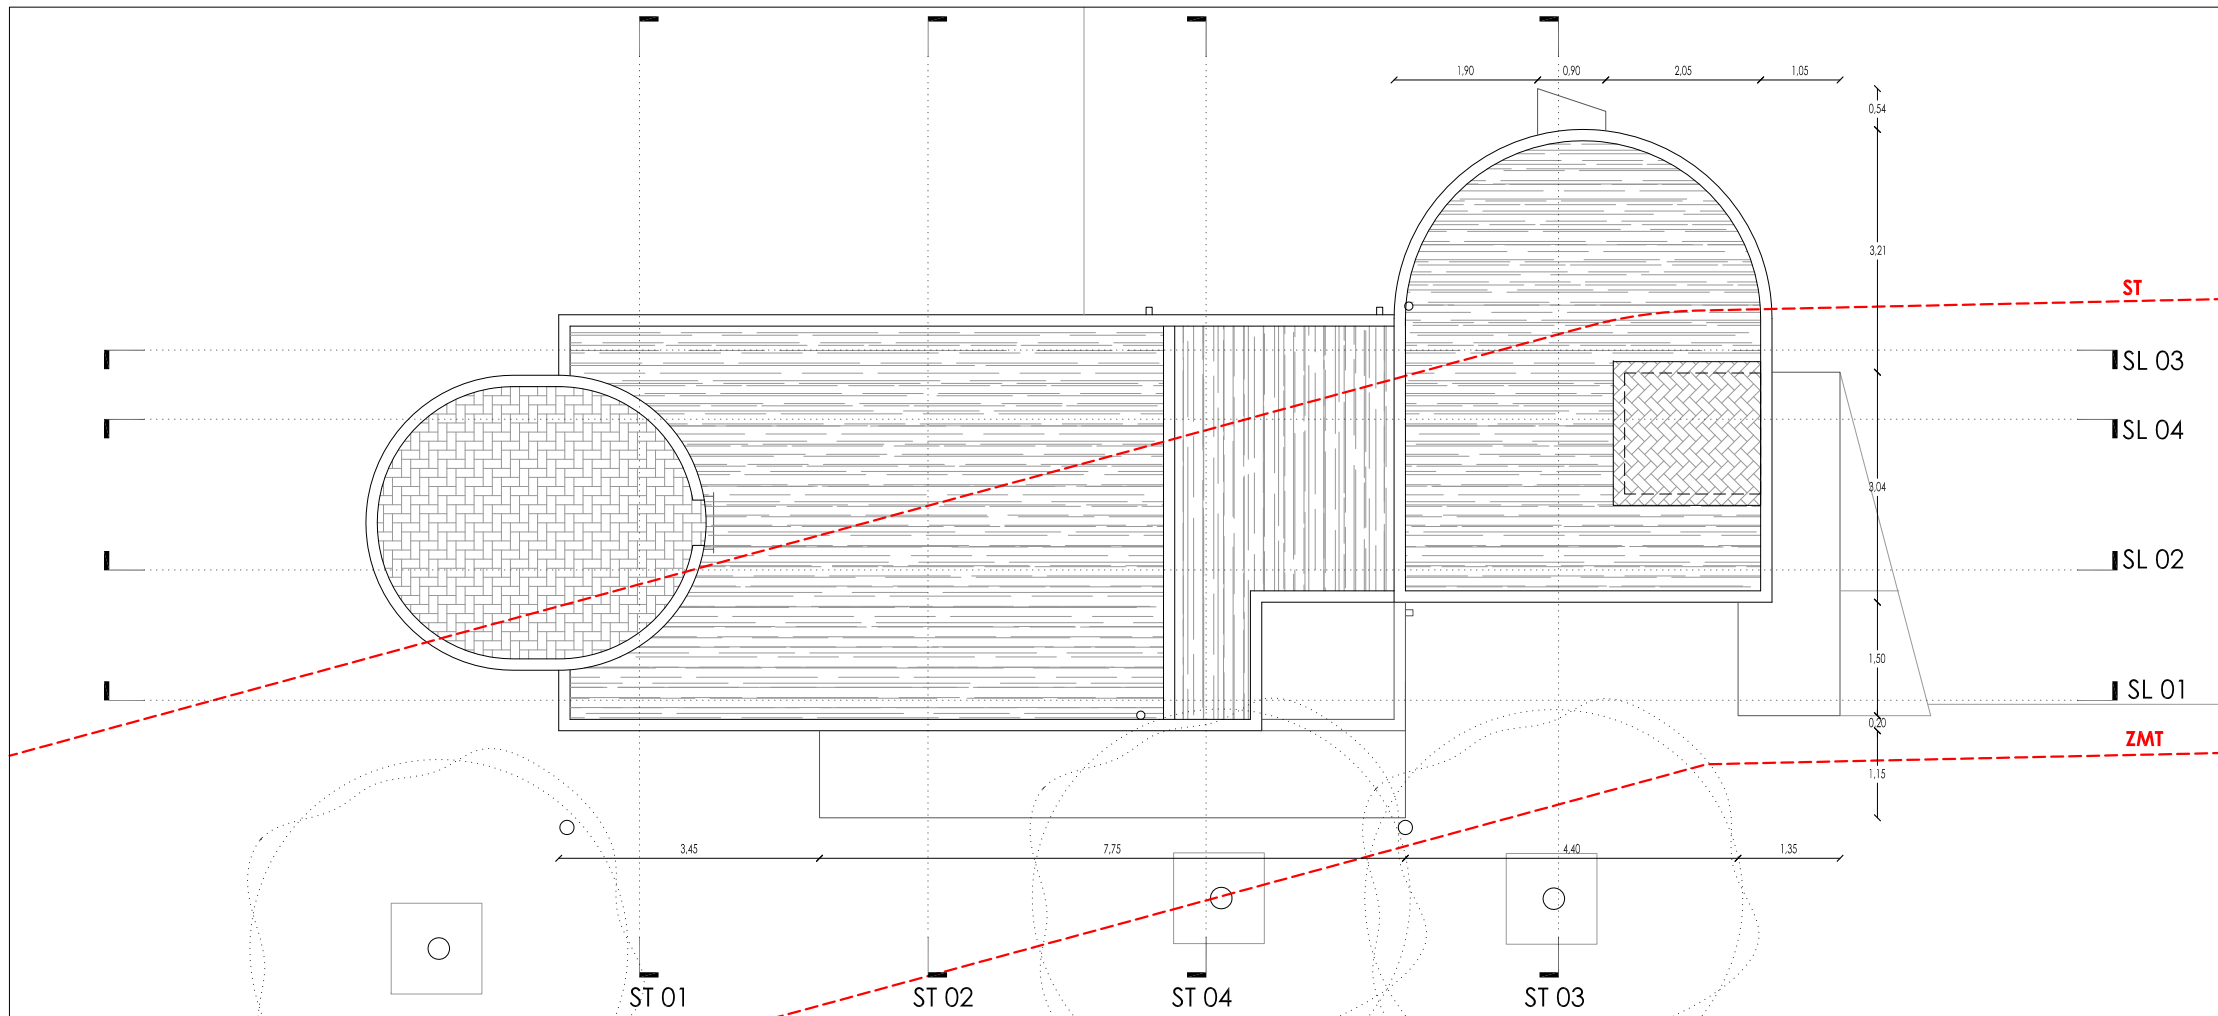 1,90 0,90 2,05 1,05
0,54
3,21
ST
SL 03
SL 04
3,04
SL 02
1,50
SL 01
0,20
ZMT
1,15
3,45 7,75 4,40 1,35
ST 01 ST 02 ST 04 ST 03